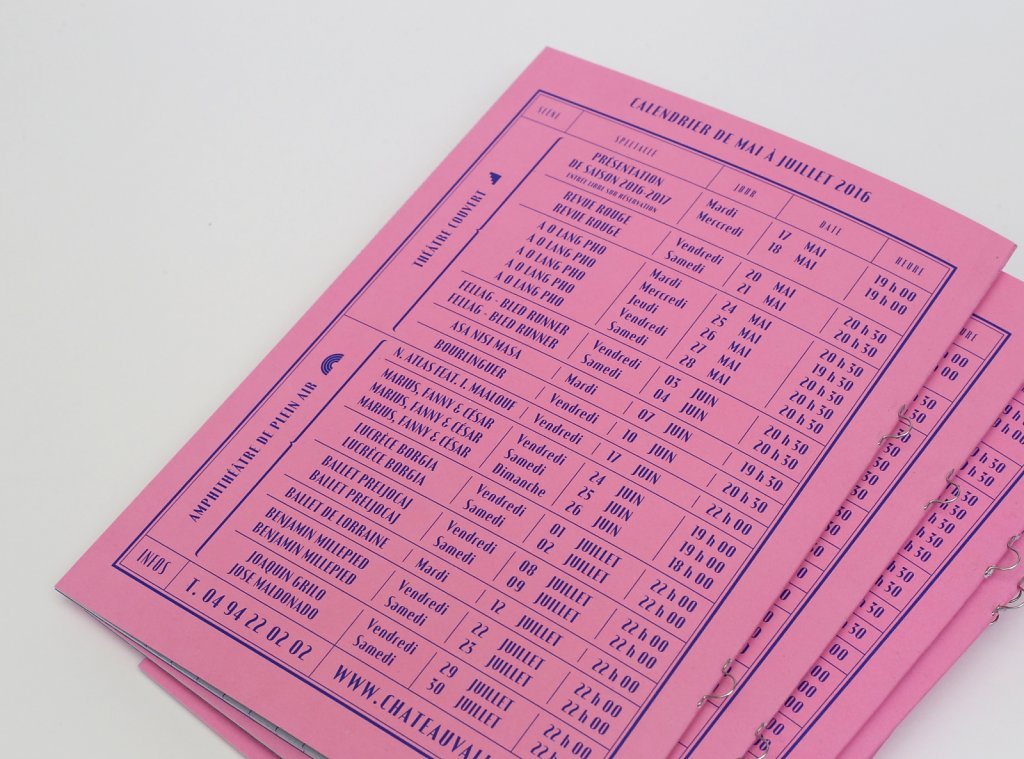 CALENDRIER DE MAI À JUILLET 2016
SCÈNE SPECTACLE JOUR DATE HEURE
THÉÂTRE COUVERT
PRÉSENTATION
DE SAISON 2016-2017
ENTRÉE LIBRE SUR RÉSERVATION
Mardi 17 MAI 19 h 00
Mercredi 18 MAI 19 h 00
REVUE ROUGE Vendredi 20 MAI 20 h 30
REVUE ROUGE Samedi 21 MAI 20 h 30
A O LANG PHO Mardi 24 MAI 20 h 30
A O LANG PHO Mercredi 25 MAI 19 h 30
A O LANG PHO Jeudi 26 MAI 20 h 30
A O LANG PHO Vendredi 27 MAI 20 h 30
A O LANG PHO Samedi 28 MAI 20 h 30
FELLAG - BLED RUNNER Vendredi 03 JUIN 20 h 30
FELLAG - BLED RUNNER Samedi 04 JUIN 20 h 30
ASA NISI MASA Mardi 07 JUIN 19 h 30
AMPHITHÉÂTRE DE PLEIN AIR
BOURLINGUER Vendredi 10 JUIN 20 h 30
N. ATLAS FEAT. I. MAALOUF Vendredi 17 JUIN 22 h 00
MARIUS, FANNY & CÉSAR Vendredi 24 JUIN 19 h 00
MARIUS, FANNY & CÉSAR Samedi 25 JUIN 19 h 00
MARIUS, FANNY & CÉSAR Dimanche 26 JUIN 18 h 00
LUCRÈCE BORGIA Vendredi 01 JUILLET 22 h 00
LUCRÈCE BORGIA Samedi 02 JUILLET 22 h 00
BALLET PRELJOCAJ Vendredi 08 JUILLET 22 h 00
BALLET PRELJOCAJ Samedi 09 JUILLET 22 h 00
BALLET DE LORRAINE Mardi 12 JUILLET 22 h 00
BENJAMIN MILLEPIED Vendredi 22 JUILLET 22 h 00
BENJAMIN MILLEPIED Samedi 23 JUILLET 22 h 00
JOAQUIN GRILO Vendredi 29 JUILLET 22 h 00
JOSÉ MALDONADO Samedi 30 JUILLET 22 h
INFOS T. 04 94 22 02 02 WWW.CHATEAUVALL